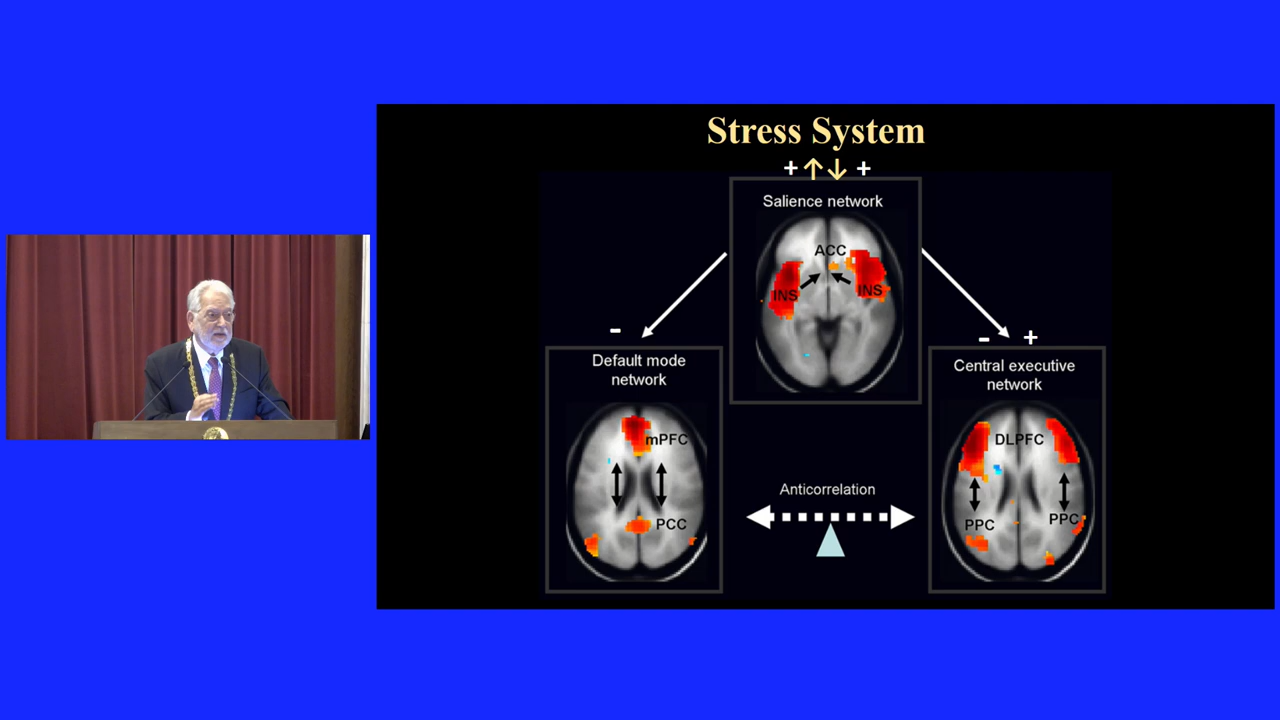 Stress System
+ ↑ ↓ +
Salience network
ACC
INS
INS
-
- +
Default mode
network
mPFC
PCC
Anticorrelation
Central executive
network
DLPFC
PPC
PPC